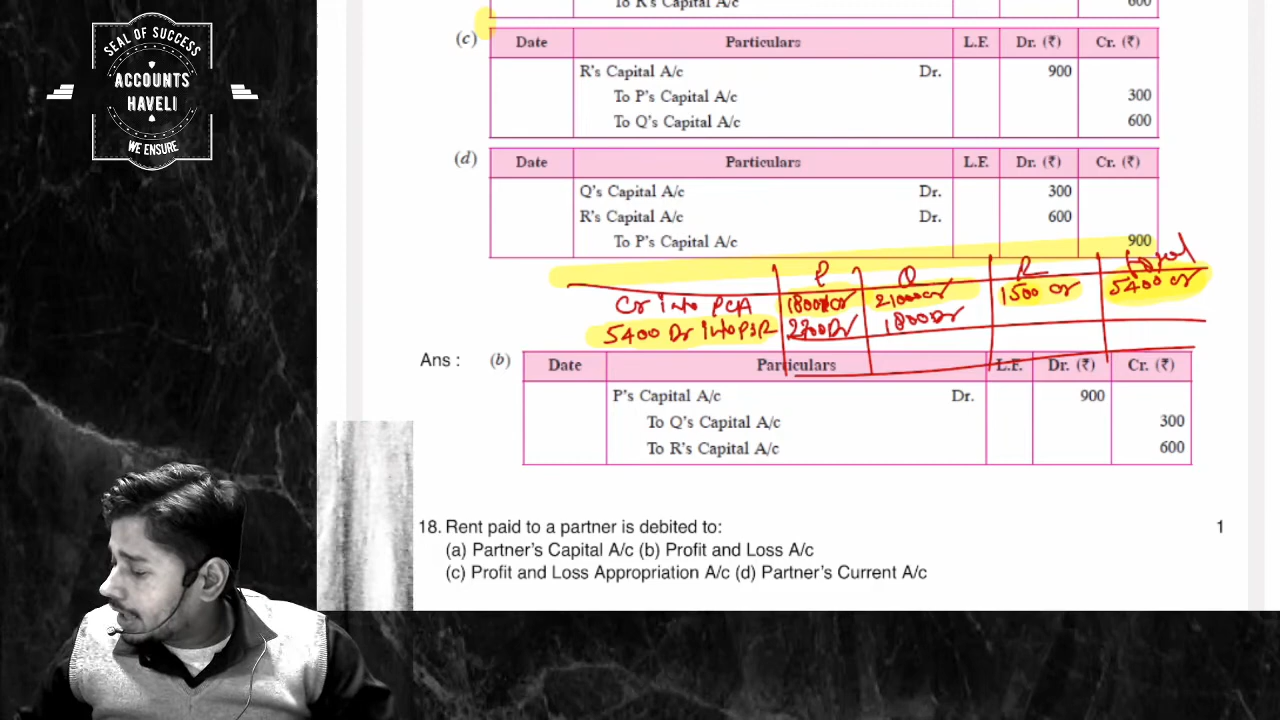 SEAL OF SUCCESS
ACCOUNTS
HAVELI
WE ENSURE
To R's Capital A/c 600
(c) Date Particulars L.F. Dr. (₹) Cr. (₹)
R's Capital A/c Dr. 900
To P's Capital A/c 300
To Q's Capital A/c 600
(d) Date Particulars L.F. Dr. (₹) Cr. (₹)
Q's Capital A/c Dr. 300
R's Capital A/c Dr. 600
To P's Capital A/c 900
P Q R Total
Cr into PCA 1800 cr 2100 cr 1500 cr 5400 cr
5400 Dr into PSR Dr 1800 Dr
Ans : (b) Date Particulars L.F. Dr. (₹) Cr. (₹)
P's Capital A/c Dr. 900
To Q's Capital A/c 300
To R's Capital A/c 600
18. Rent paid to a partner is debited to: 1
(a) Partner's Capital A/c (b) Profit and Loss A/c
(c) Profit and Loss Appropriation A/c (d) Partner's Current A/c